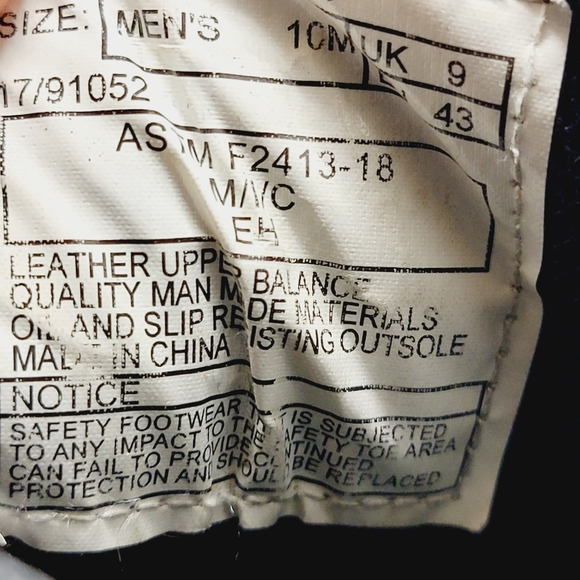 SIZE: MEN'S 10M UK 9
43
17/91052
ASTM F2413-18
M/I/C
EH
LEATHER UPPER BALANCE
QUALITY MAN MADE MATERIALS
OIL AND SLIP RESISTING OUTSOLE
MADE IN CHINA
NOTICE
SAFETY FOOTWEAR THAT IS SUBJECTED
TO ANY IMPACT TO THE SAFETY TOE AREA
CAN FAIL TO PROVIDE CONTINUED
PROTECTION AND SHOULD BE REPLACED